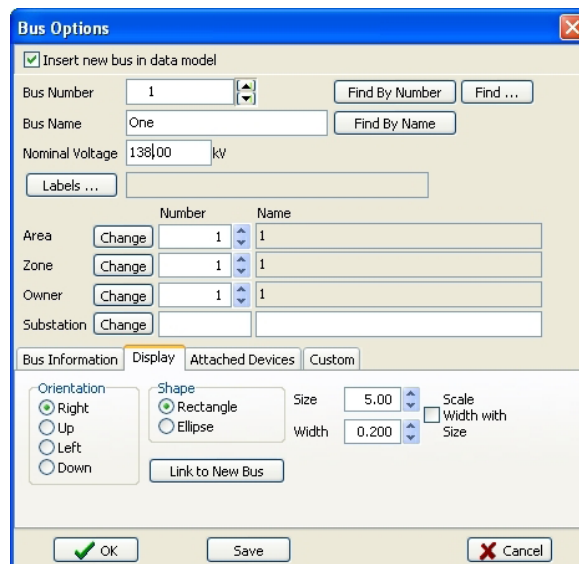 Bus Options
Insert new bus in data model
Bus Number 1 Find By Number Find ...
Bus Name One Find By Name
Nominal Voltage 138.00 kV
Labels ...
Number Name
Area Change 1 1
Zone Change 1 1
Owner Change 1 1
Substation Change
Bus Information Display Attached Devices Custom
Orientation Shape
Right Rectangle Size 5.00 Scale
Up Ellipse Width with
Left Width 0.200 Size
Down Link to New Bus
OK Save Cancel